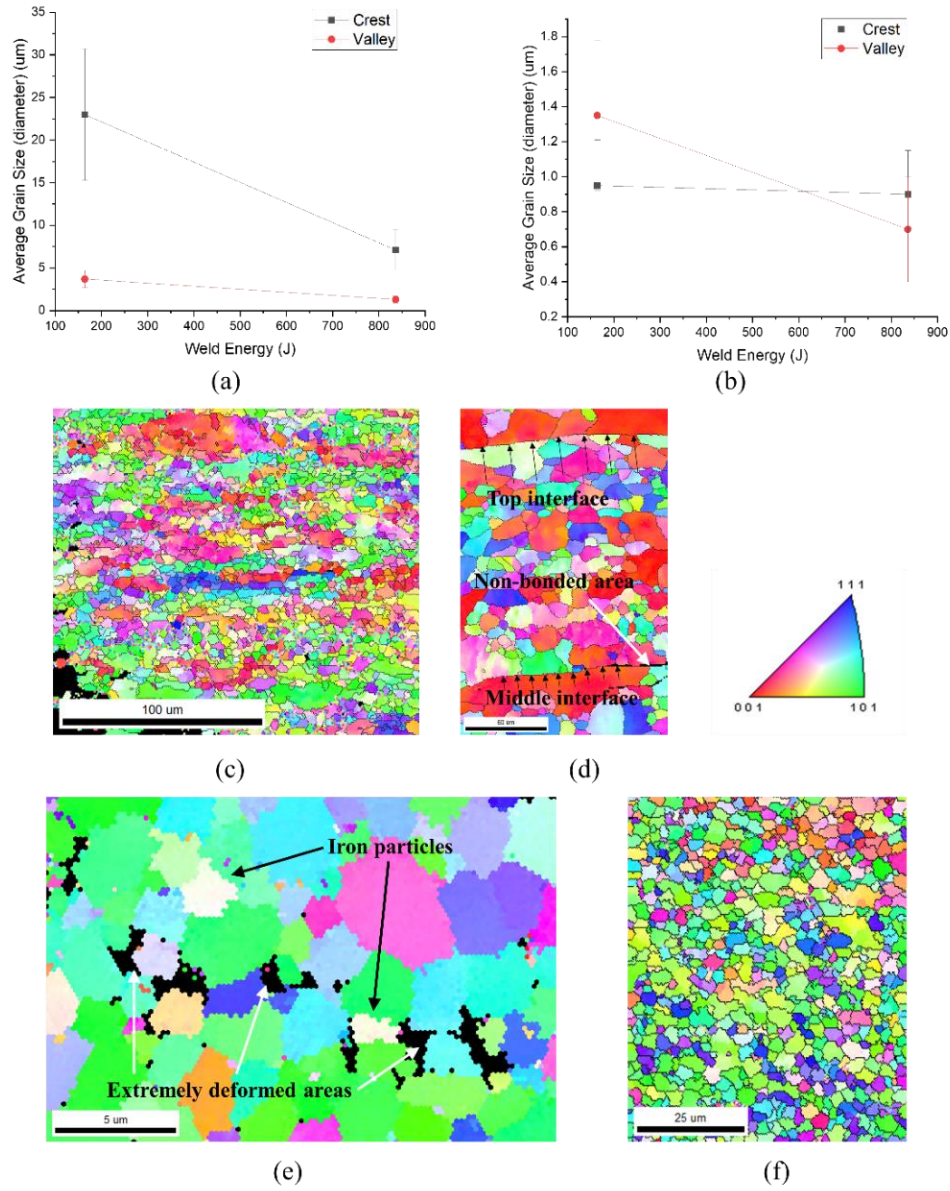 35
30
25
20
15
10
5
0
Average Grain Size (diameter) (um)
Crest
Valley
100 200 300 400 500 600 700 800 900
Weld Energy (J)
(a)
1.8
1.6
1.4
1.2
1.0
0.8
0.6
0.4
0.2
Average Grain Size (diameter) (um)
Crest
Valley
100 200 300 400 500 600 700 800 900
Weld Energy (J)
(b)
100 um
(c)
Top interface
Non-bonded area
Middle interface
(d)
1 1 1
0 0 1
1 0 1
Iron particles
Extremely deformed areas
5 um
(e)
25 um
(f)